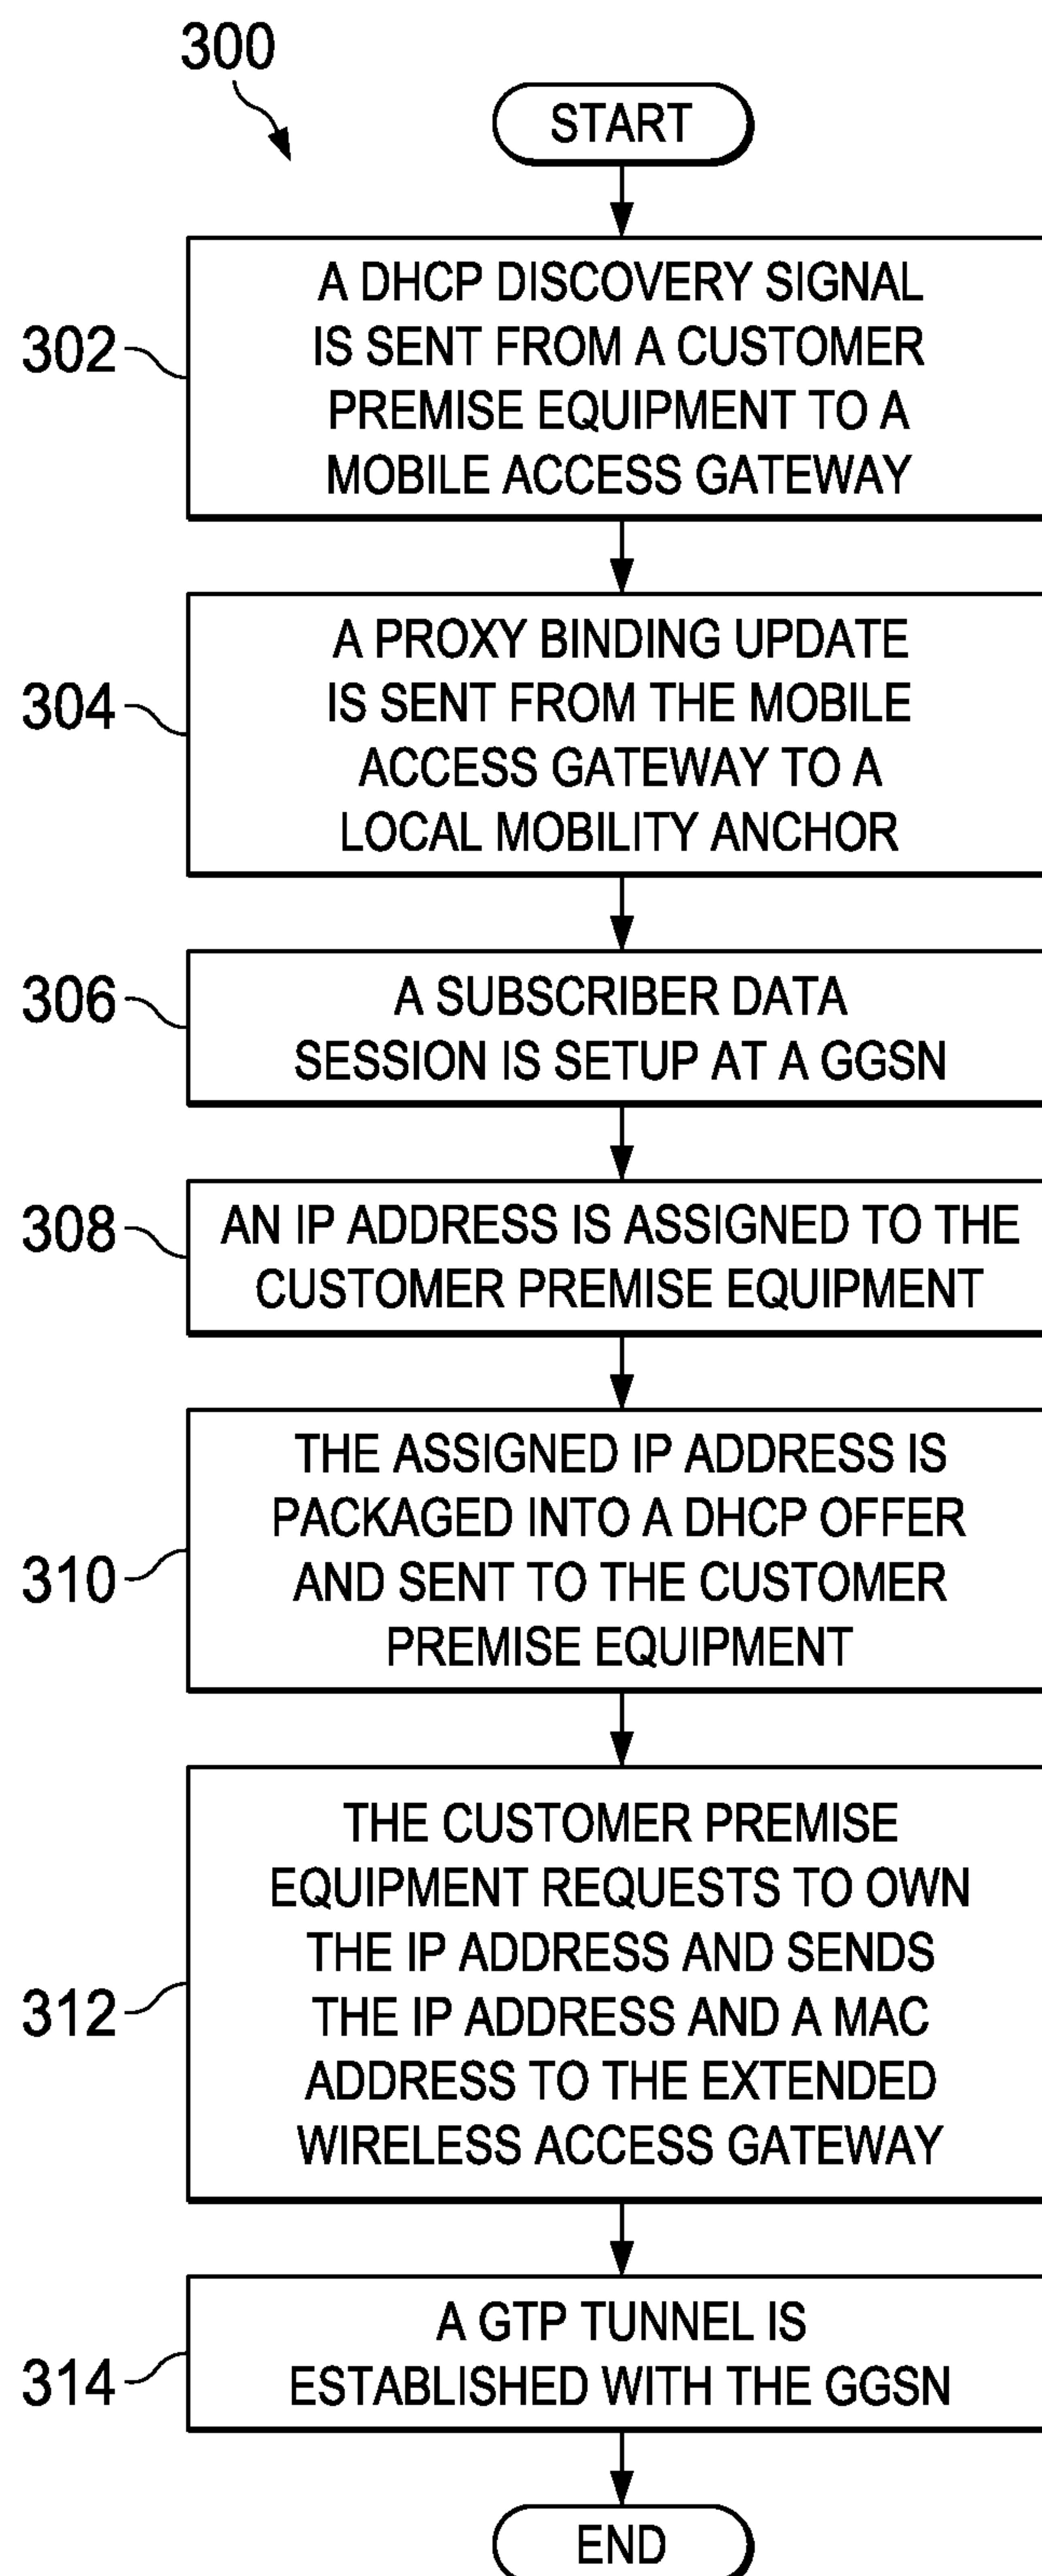 300
START
302
A DHCP DISCOVERY SIGNAL
IS SENT FROM A CUSTOMER
PREMISE EQUIPMENT TO A
MOBILE ACCESS GATEWAY
304
A PROXY BINDING UPDATE
IS SENT FROM THE MOBILE
ACCESS GATEWAY TO A
LOCAL MOBILITY ANCHOR
306
A SUBSCRIBER DATA
SESSION IS SETUP AT A GGSN
308
AN IP ADDRESS IS ASSIGNED TO THE
CUSTOMER PREMISE EQUIPMENT
310
THE ASSIGNED IP ADDRESS IS
PACKAGED INTO A DHCP OFFER
AND SENT TO THE CUSTOMER
PREMISE EQUIPMENT
312
THE CUSTOMER PREMISE
EQUIPMENT REQUESTS TO OWN
THE IP ADDRESS AND SENDS
THE IP ADDRESS AND A MAC
ADDRESS TO THE EXTENDED
WIRELESS ACCESS GATEWAY
314
A GTP TUNNEL IS
ESTABLISHED WITH THE GGSN
END